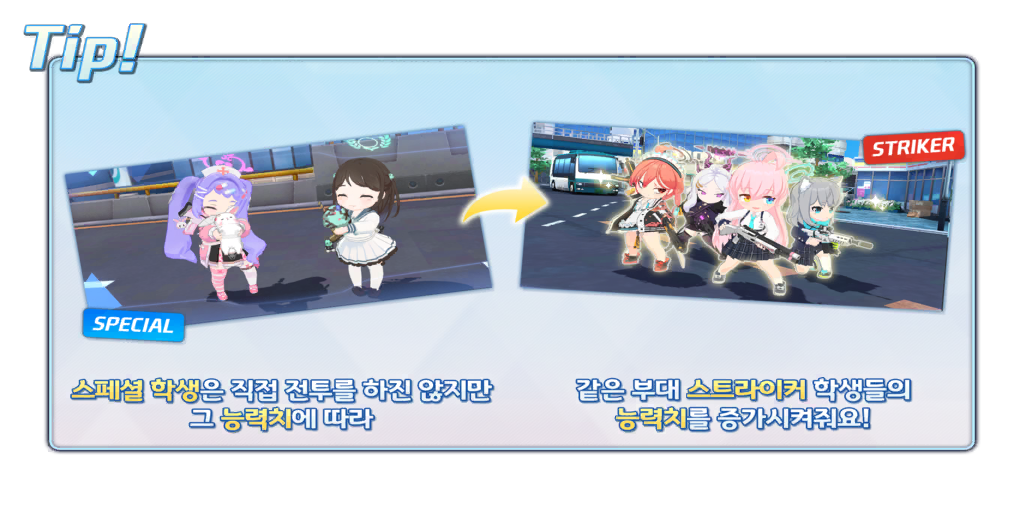 Tip!
SPECIAL
STRIKER
스페셜 학생은 직접 전투를 하진 않지만
그 능력치에 따라
같은 부대 스트라이커 학생들의
능력치를 증가시켜줘요!